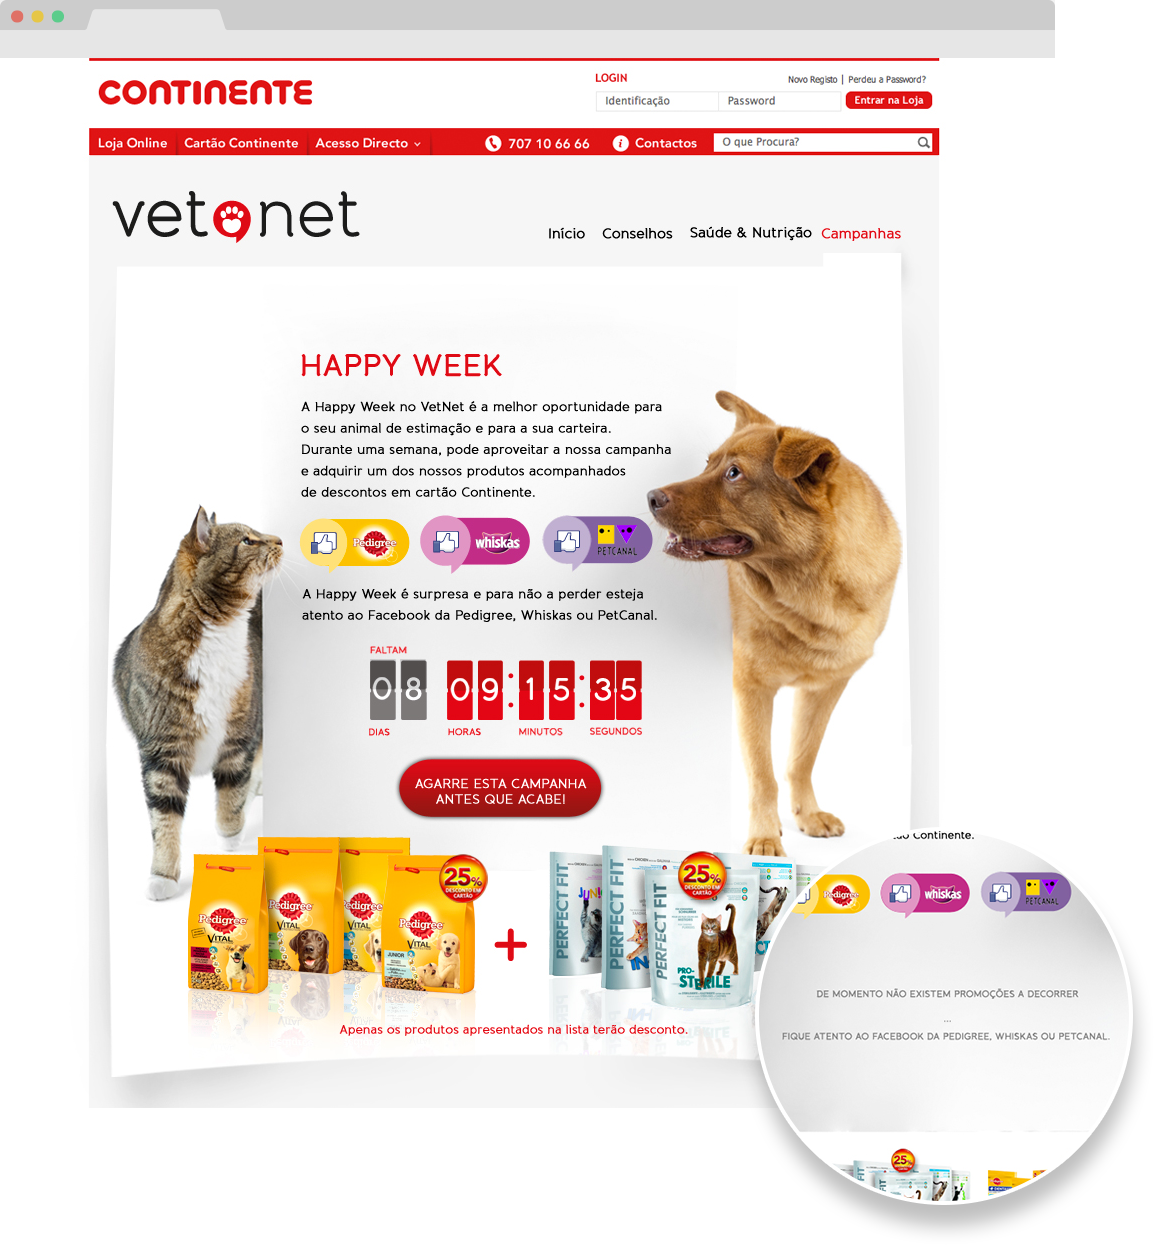 CONTINENTE
LOGIN
Novo Registo | Perdeu a Password?
Identificação
Password
Entrar na Loja
Loja Online
Cartão Continente
Acesso Directo
707 10 66 66
Contactos
O que Procura?
vet net
Início
Conselhos
Saúde & Nutrição
Campanhas
HAPPY WEEK
A Happy Week no VetNet é a melhor oportunidade para
o seu animal de estimação e para a sua carteira.
Durante uma semana, pode aproveitar a nossa campanha
e adquirir um dos nossos produtos acompanhados
de descontos em cartão Continente.
Pedigree
whiskas
PETCANAL
A Happy Week é surpresa e para não a perder esteja
atento ao Facebook da Pedigree, Whiskas ou PetCanal.
FALTAM
08 09:15:35
DIAS
HORAS
MINUTOS
SEGUNDOS
AGARRE ESTA CAMPANHA
ANTES QUE ACABE!
25%
DESCONTO EM
CARTÃO
Pedigree
VITAL
Pedigree
VITAL
VITAL
Pedigree
VITAL
JUNIOR
+
25%
DESCONTO EM
CARTÃO
PERFECT FIT
JUNIOR
PERFECT FIT
IN
PERFECT FIT
PRO-
STERILE
Apenas os produtos apresentados na lista terão desconto.
Continente.
Pedigree
whiskas
PETCANAL
DE MOMENTO NÃO EXISTEM PROMOÇÕES A DECORRER
...
FIQUE ATENTO AO FACEBOOK DA PEDIGREE, WHISKAS OU PETCANAL.
25%